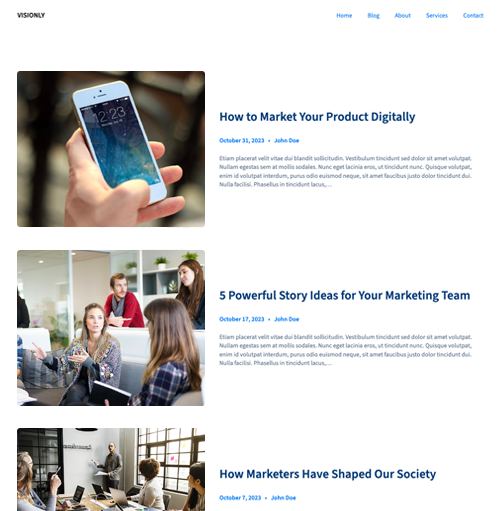 VISIONLY
Home Blog About Services Contact
12:23
How to Market Your Product Digitally
October 31, 2023 • John Doe
Etiam placerat velit vitae dui blandit sollicitudin. Vestibulum tincidunt sed dolor sit amet volutpat.
Nullam egestas sem at mollis sodales. Nunc eget lacinia eros, ut tincidunt nunc. Quisque volutpat,
enim id volutpat interdum, purus odio euismod neque, sit amet faucibus justo dolor tincidunt dui.
Nulla facilisi. Phasellus in tincidunt lacus,…
5 Powerful Story Ideas for Your Marketing Team
October 17, 2023 • John Doe
Etiam placerat velit vitae dui blandit sollicitudin. Vestibulum tincidunt sed dolor sit amet volutpat.
Nullam egestas sem at mollis sodales. Nunc eget lacinia eros, ut tincidunt nunc. Quisque volutpat,
enim id volutpat interdum, purus odio euismod neque, sit amet faucibus justo dolor tincidunt dui.
Nulla facilisi. Phasellus in tincidunt lacus,…
How Marketers Have Shaped Our Society
October 7, 2023 • John Doe